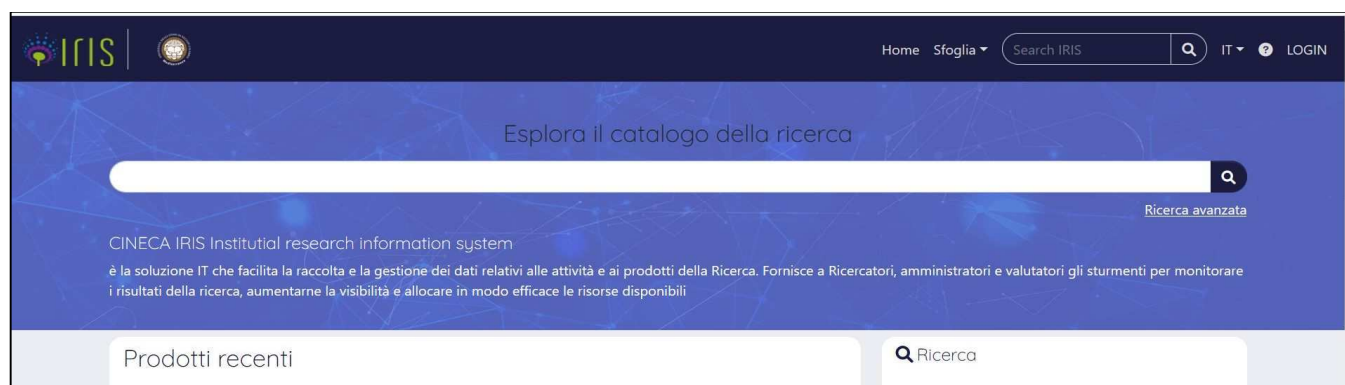 IRIS
Home Sfoglia Search IRIS IT ? LOGIN
Esplora il catalogo della ricerca
Ricerca avanzata
CINECA IRIS Institutial research information system
è la soluzione IT che facilita la raccolta e la gestione dei dati relativi alle attività e ai prodotti della Ricerca. Fornisce a Ricercatori, amministratori e valutatori gli sturmenti per monitorare
i risultati della ricerca, aumentarne la visibilità e allocare in modo efficace le risorse disponibili
Prodotti recenti
Ricerca